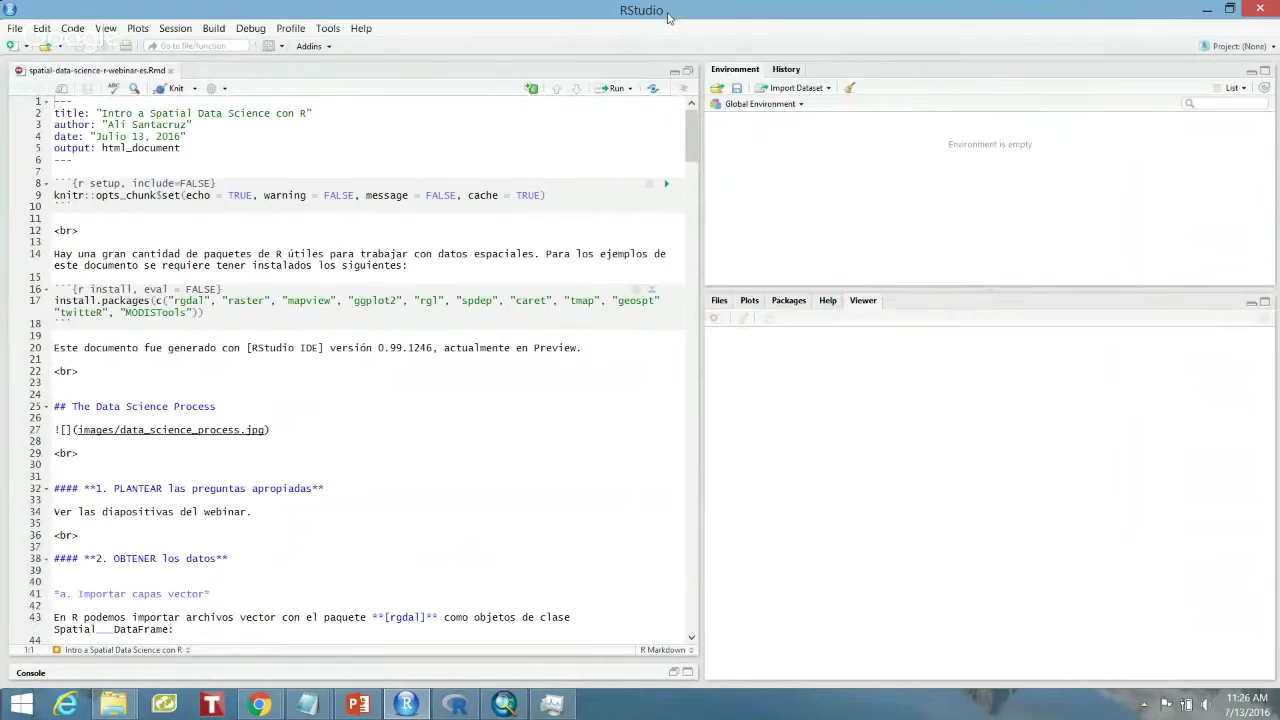 RStudio
File Edit Code View Plots Session Build Debug Profile Tools Help
Go to file/function Addins Project: (None)
spatial-data-science-r-webinar-es.Rmd
Knit Run
1 ---
2 title: "Intro a Spatial Data Science con R"
3 author: "Ali Santacruz"
4 date: "Julio 13, 2016"
5 output: html_document
6 ---
7
8 ```{r setup, include=FALSE}
9 knitr::opts_chunk$set(echo = TRUE, warning = FALSE, message = FALSE, cache = TRUE)
10 ```
11
12 <br>
13
14 Hay una gran cantidad de paquetes de R útiles para trabajar con datos espaciales. Para los ejemplos de
este documento se requiere tener instalados los siguientes:
15
16 ```{r install, eval = FALSE}
17 install.packages(c("rgdal", "raster", "mapview", "ggplot2", "rgl", "spdep", "caret", "tmap", "geospt"
"twitteR", "MODISTools"))
18 ```
19
20 Este documento fue generado con [RStudio IDE] versión 0.99.1246, actualmente en Preview.
21
22 <br>
23
24
25 ## The Data Science Process
26
27 ![](images/data_science_process.jpg)
28
29 <br>
30
31
32 #### **1. PLANTEAR las preguntas apropiadas**
33
34 Ver las diapositivas del webinar.
35
36 <br>
37
38 #### **2. OBTENER los datos**
39
40
41 *a. Importar capas vector*
42
43 En R podemos importar archivos vector con el paquete **[rgdal]** como objetos de clase
Spatial___DataFrame:
44
1:1 Intro a Spatial Data Science con R R Markdown
Console
Environment History
Import Dataset List
Global Environment
Environment is empty
Files Plots Packages Help Viewer
11:26 AM
7/13/2016